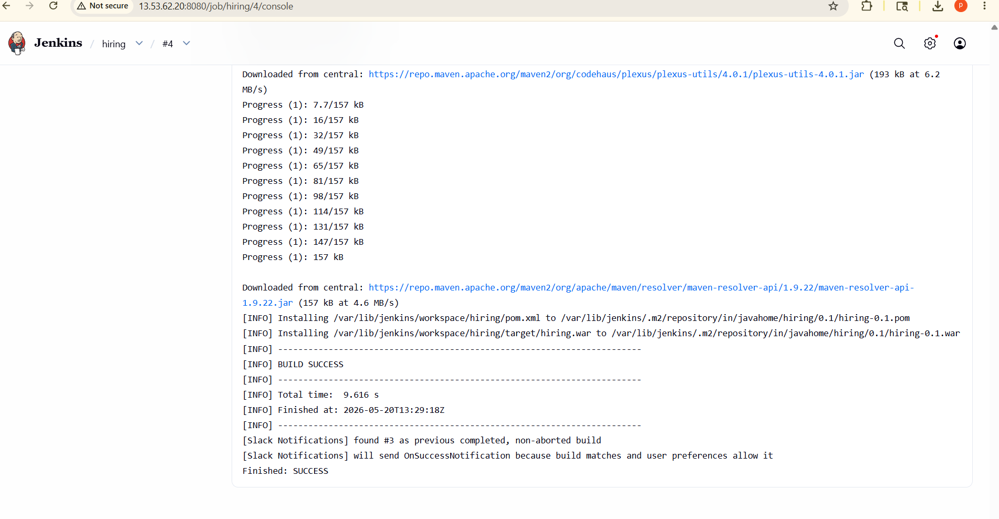 Not secure 13.53.62.20:8080/job/hiring/4/console
P
Jenkins / hiring / #4
Downloaded from central: https://repo.maven.apache.org/maven2/org/codehaus/plexus/plexus-utils/4.0.1/plexus-utils-4.0.1.jar (193 kB at 6.2
MB/s)
Progress (1): 7.7/157 kB
Progress (1): 16/157 kB
Progress (1): 32/157 kB
Progress (1): 49/157 kB
Progress (1): 65/157 kB
Progress (1): 81/157 kB
Progress (1): 98/157 kB
Progress (1): 114/157 kB
Progress (1): 131/157 kB
Progress (1): 147/157 kB
Progress (1): 157 kB
Downloaded from central: https://repo.maven.apache.org/maven2/org/apache/maven/resolver/maven-resolver-api/1.9.22/maven-resolver-api-
1.9.22.jar (157 kB at 4.6 MB/s)
[INFO] Installing /var/lib/jenkins/workspace/hiring/pom.xml to /var/lib/jenkins/.m2/repository/in/javahome/hiring/0.1/hiring-0.1.pom
[INFO] Installing /var/lib/jenkins/workspace/hiring/target/hiring.war to /var/lib/jenkins/.m2/repository/in/javahome/hiring/0.1/hiring-0.1.war
[INFO] ------------------------------------------------------------------------
[INFO] BUILD SUCCESS
[INFO] ------------------------------------------------------------------------
[INFO] Total time:  9.616 s
[INFO] Finished at: 2026-05-20T13:29:18Z
[INFO] ------------------------------------------------------------------------
[Slack Notifications] found #3 as previous completed, non-aborted build
[Slack Notifications] will send OnSuccessNotification because build matches and user preferences allow it
Finished: SUCCESS